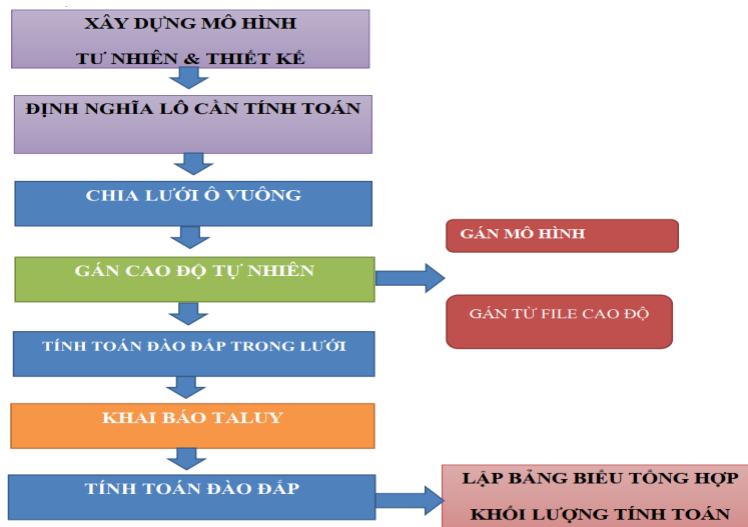 XÂY DỰNG MÔ HÌNH
TƯ NHIÊN & THIẾT KẾ
ĐỊNH NGHĨA LÔ CẦN TÍNH TOÁN
CHIA LƯỚI Ô VUÔNG
GÁN CAO ĐỘ TỰ NHIÊN
GÁN MÔ HÌNH
GÁN TỪ FILE CAO ĐỘ
TÍNH TOÁN ĐÀO ĐẮP TRONG LƯỚI
KHAI BÁO TALUY
TÍNH TOÁN ĐÀO ĐẮP
LẬP BẢNG BIỂU TỔNG HỢP
KHỐI LƯỢNG TÍNH TOÁN